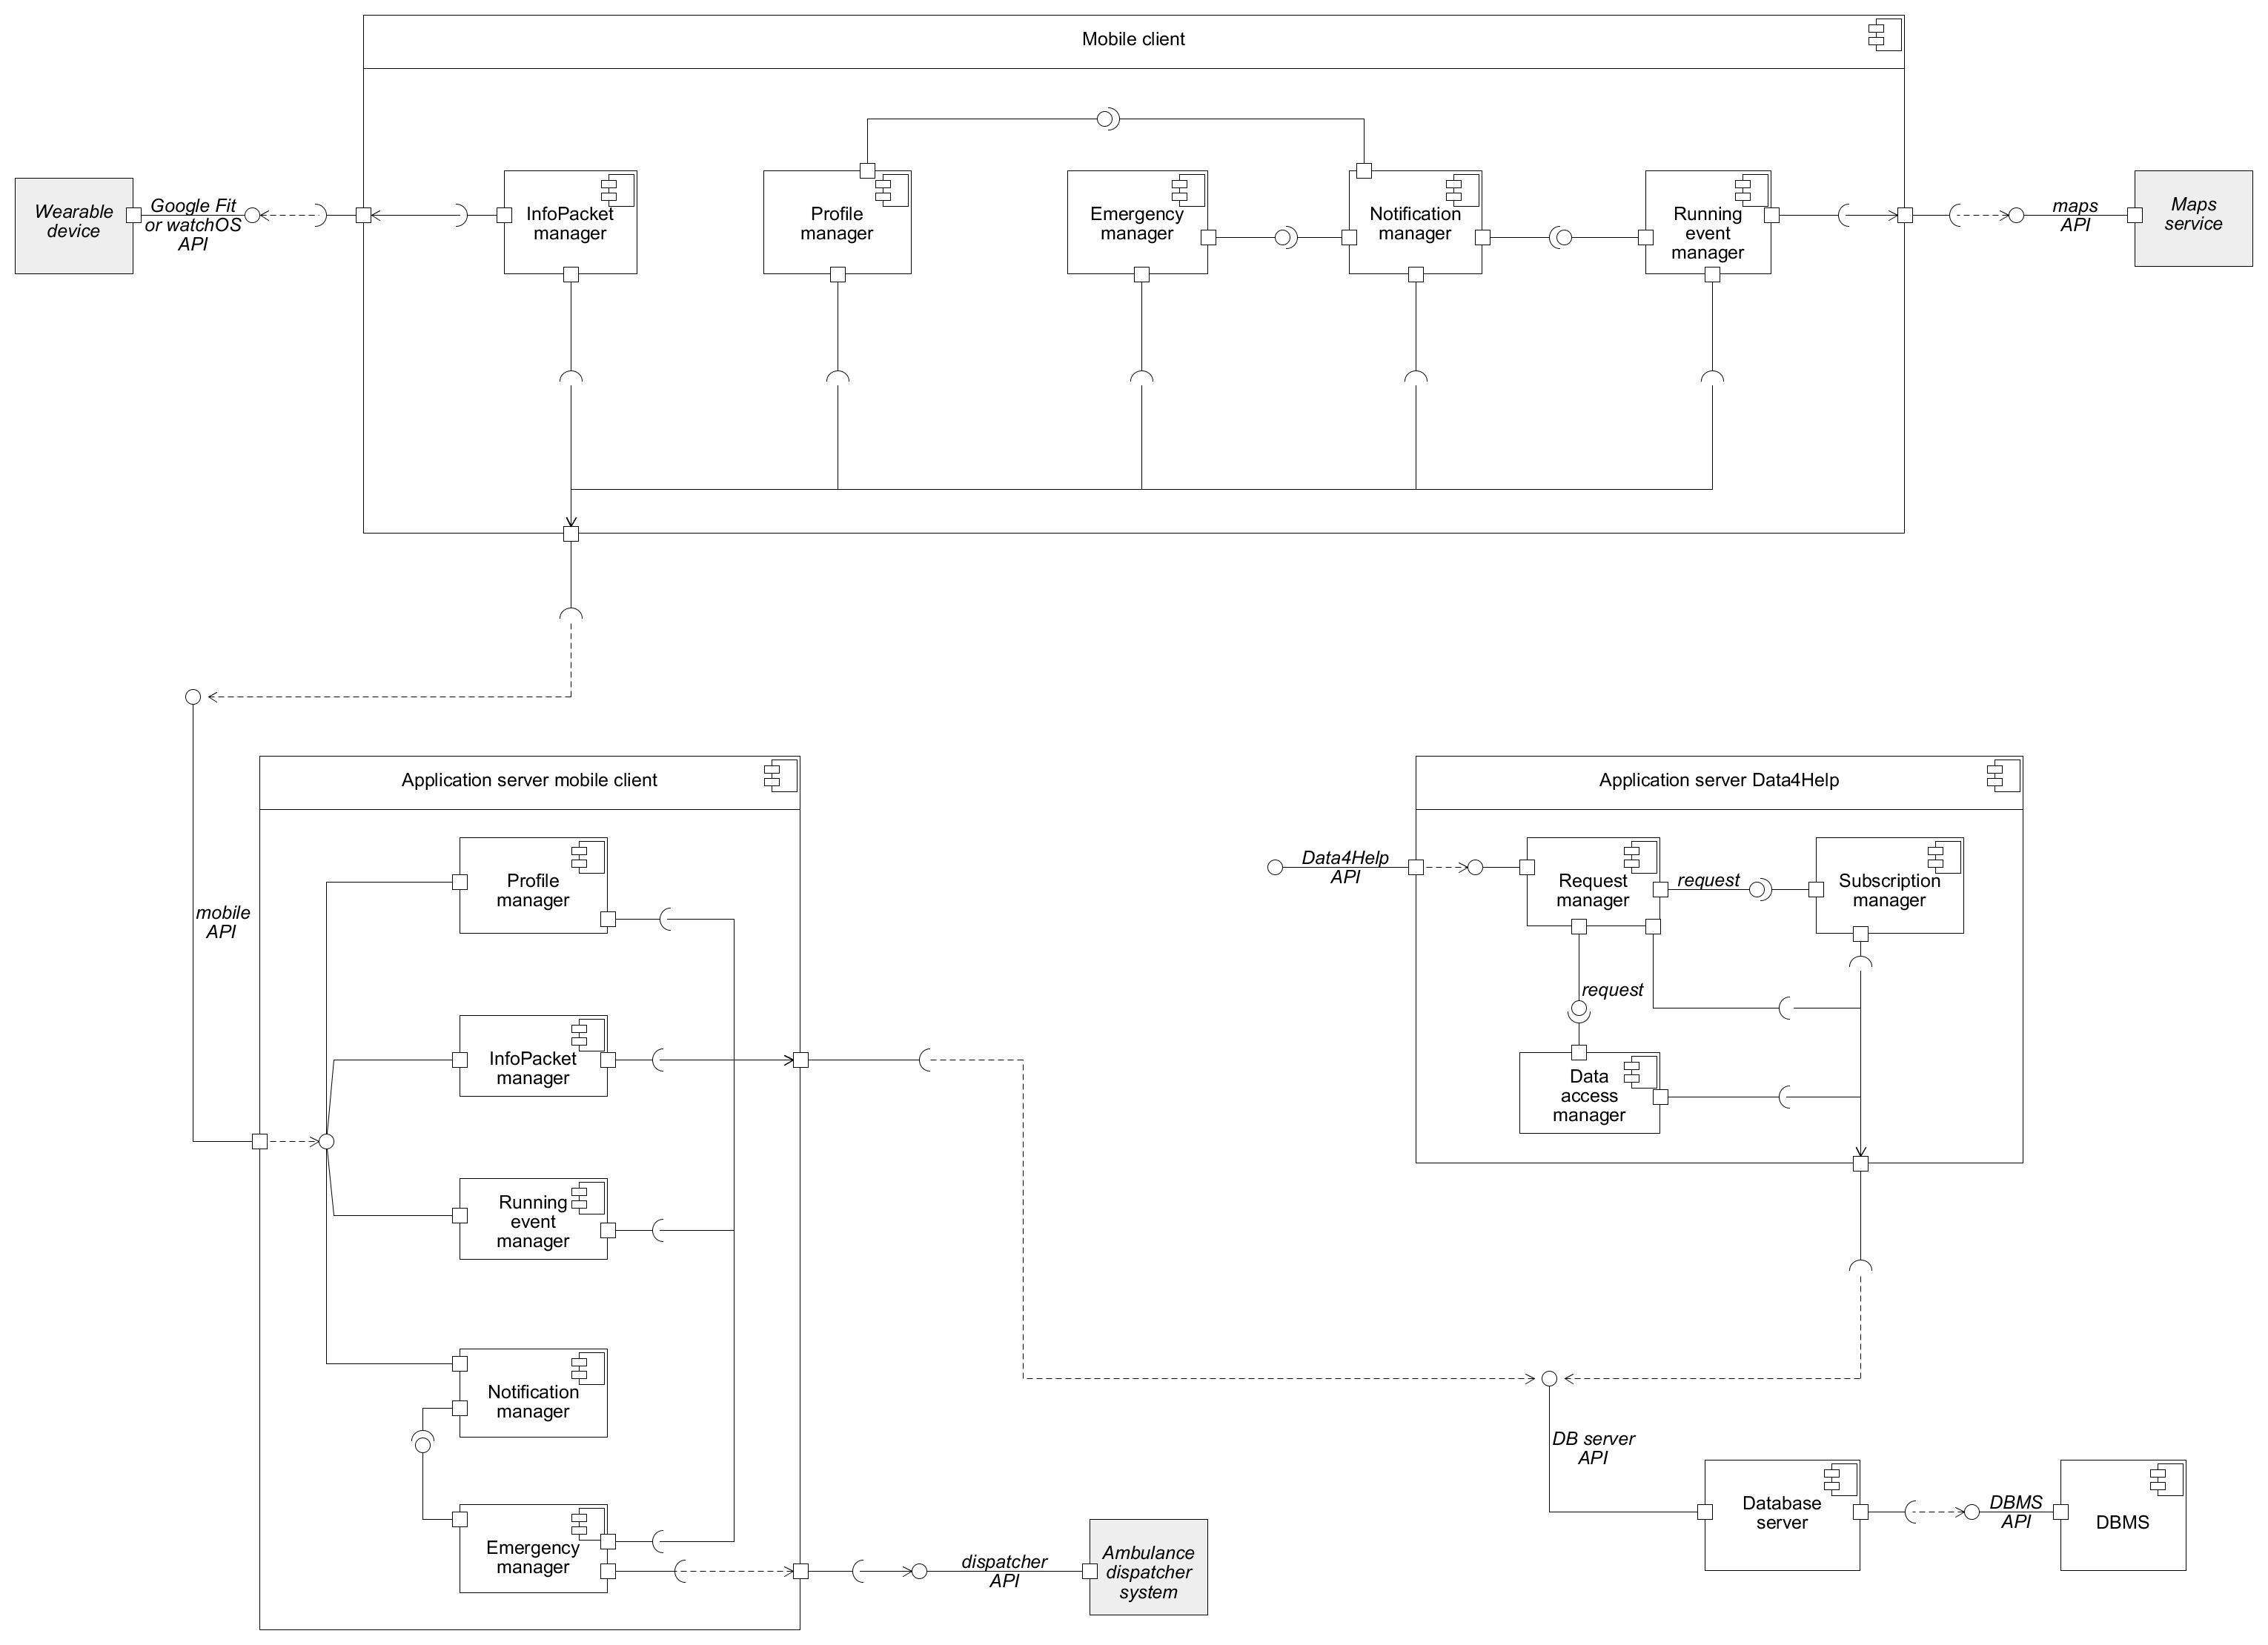 Mobile client
Wearable
device
Google Fit
or watchOS
API
InfoPacket
manager
Profile
manager
Emergency
manager
Notification
manager
Running
event
manager
maps
API
Maps
service
mobile
API
Application server mobile client
Profile
manager
InfoPacket
manager
Running
event
manager
Notification
manager
Emergency
manager
dispatcher
API
Ambulance
dispatcher
system
Application server Data4Help
Data4Help
API
Request
manager
request
Subscription
manager
request
Data
access
manager
DB server
API
Database
server
DBMS
API
DBMS